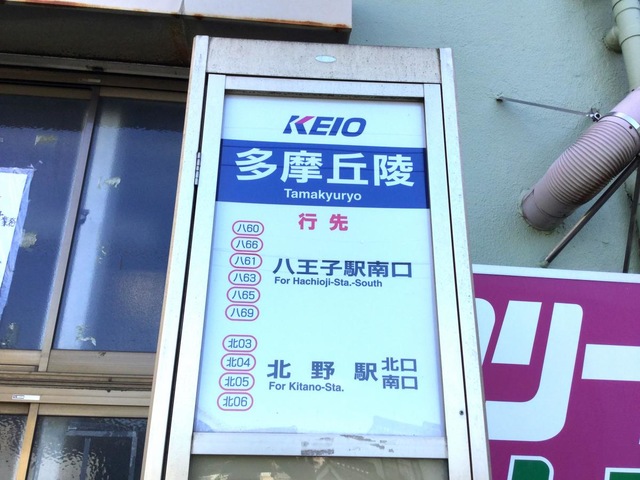 KEIO
多摩丘陵
Tamakyuryo
行先
八60
八66
八61
八63
八65
八69
八王子駅南口
For Hachioji-Sta.-South
北03
北04
北05
北06
北野駅 北口
南口
For Kitano-Sta.
リー